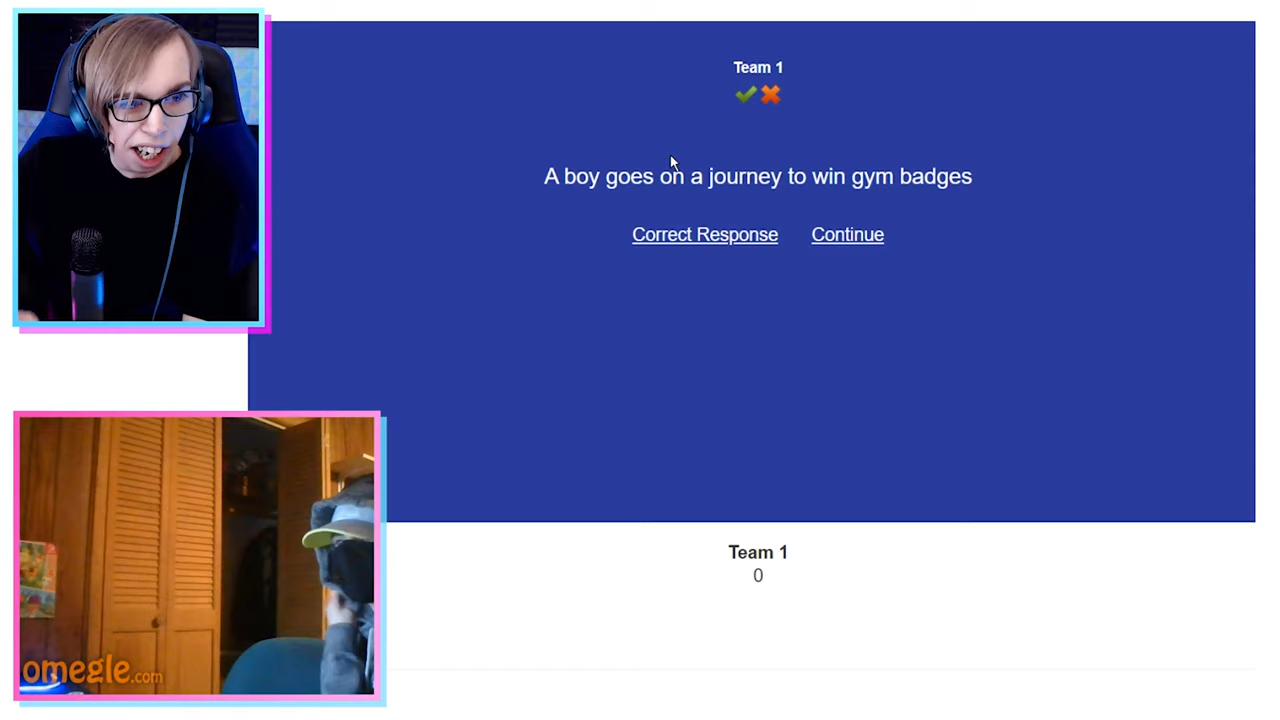 Team 1
A boy goes on a journey to win gym badges
Correct Response Continue
omegle.com
Team 1
0